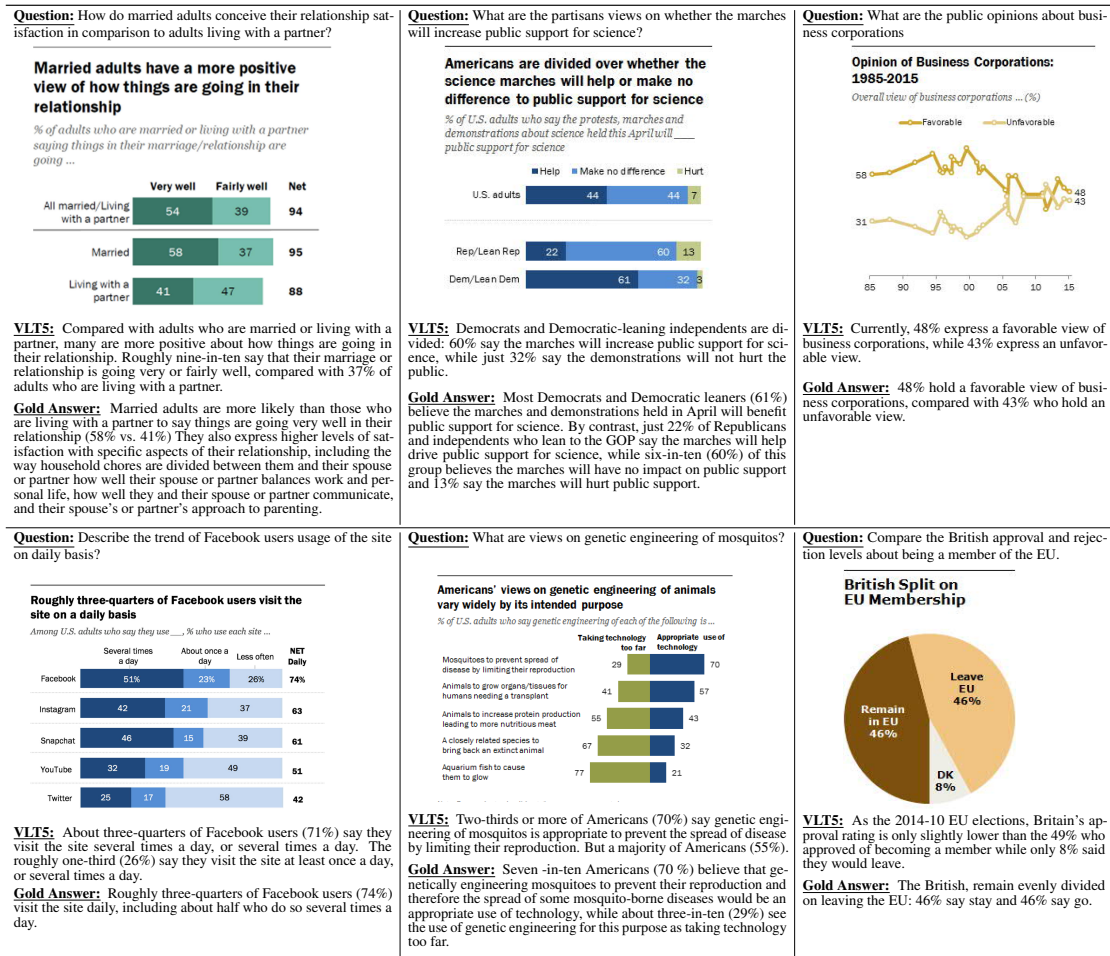 Question: How do married adults conceive their relationship sat-
isfaction in comparison to adults living with a partner?
Married adults have a more positive
view of how things are going in their
relationship
% of adults who are married or living with a partner
saying things in their marriage/relationship are
going ...
Very well Fairly well Net
All married/Living
with a partner
54 39 94
Married 58 37 95
Living with a
partner
41 47 88
VLT5: Compared with adults who are married or living with a
partner, many are more positive about how things are going in
their relationship. Roughly nine-in-ten say that their marriage or
relationship is going very or fairly well, compared with 37% of
adults who are living with a partner.
Gold Answer: Married adults are more likely than those who
are living with a partner to say things are going very well in their
relationship (58% vs. 41%) They also express higher levels of sat-
isfaction with specific aspects of their relationship, including the
way household chores are divided between them and their spouse
or partner how well their spouse or partner balances work and per-
sonal life, how well they and their spouse or partner communicate,
and their spouse's or partner's approach to parenting.
Question: What are the partisans views on whether the marches
will increase public support for science?
Americans are divided over whether the
science marches will help or make no
difference to public support for science
% of U.S. adults who say the protests, marches and
demonstrations about science held this April will ____
public support for science
Help Make no difference Hurt
U.S. adults 44 44 7
Rep/Lean Rep 22 60 13
Dem/Lean Dem 61 32 3
VLT5: Democrats and Democratic-leaning independents are di-
vided: 60% say the marches will increase public support for sci-
ence, while just 32% say the demonstrations will not hurt the
public.
Gold Answer: Most Democrats and Democratic leaners (61%)
believe the marches and demonstrations held in April will benefit
public support for science. By contrast, just 22% of Republicans
and independents who lean to the GOP say the marches will help
drive public support for science, while six-in-ten (60%) of this
group believes the marches will have no impact on public support
and 13% say the marches will hurt public support.
Question: What are the public opinions about busi-
ness corporations
Opinion of Business Corporations:
1985-2015
Overall view of business corporations ... (%)
Favorable Unfavorable
58
31
48
43
85 90 95 00 05 10 15
VLT5: Currently, 48% express a favorable view of
business corporations, while 43% express an unfavor-
able view.
Gold Answer: 48% hold a favorable view of busi-
ness corporations, compared with 43% who hold an
unfavorable view.
Question: Describe the trend of Facebook users usage of the site
on daily basis?
Roughly three-quarters of Facebook users visit the
site on a daily basis
Among U.S. adults who say they use __, % who use each site ...
Several times
a day
About once a
day
Less often
NET
Daily
Facebook 51% 23% 26% 74%
Instagram 42 21 37 63
Snapchat 46 15 39 61
YouTube 32 19 49 51
Twitter 25 17 58 42
VLT5: About three-quarters of Facebook users (71%) say they
visit the site several times a day, or several times a day. The
roughly one-third (26%) say they visit the site at least once a day,
or several times a day.
Gold Answer: Roughly three-quarters of Facebook users (74%)
visit the site daily, including about half who do so several times a
day.
Question: What are views on genetic engineering of mosquitos?
Americans' views on genetic engineering of animals
vary widely by its intended purpose
% of U.S. adults who say genetic engineering of each of the following is ...
Taking technology
too far
Appropriate use of
technology
Mosquitoes to prevent spread of
disease by limiting their reproduction
29 70
Animals to grow organs/tissues for
humans needing a transplant
41 57
Animals to increase protein production
leading to more nutritious meat
55 43
A closely related species to
bring back an extinct animal
67 32
Aquarium fish to cause
them to glow
77 21
VLT5: Two-thirds or more of Americans (70%) say genetic engi-
neering of mosquitos is appropriate to prevent the spread of disease
by limiting their reproduction. But a majority of Americans (55%).
Gold Answer: Seven -in-ten Americans (70 %) believe that ge-
netically engineering mosquitoes to prevent their reproduction and
therefore the spread of some mosquito-borne diseases would be an
appropriate use of technology, while about three-in-ten (29%) see
the use of genetic engineering for this purpose as taking technology
too far.
Question: Compare the British approval and rejec-
tion levels about being a member of the EU.
British Split on
EU Membership
Leave
EU
46%
Remain
in EU
46%
DK
8%
VLT5: As the 2014-10 EU elections, Britain's ap-
proval rating is only slightly lower than the 49% who
approved of becoming a member while only 8% said
they would leave.
Gold Answer: The British, remain evenly divided
on leaving the EU: 46% say stay and 46% say go.